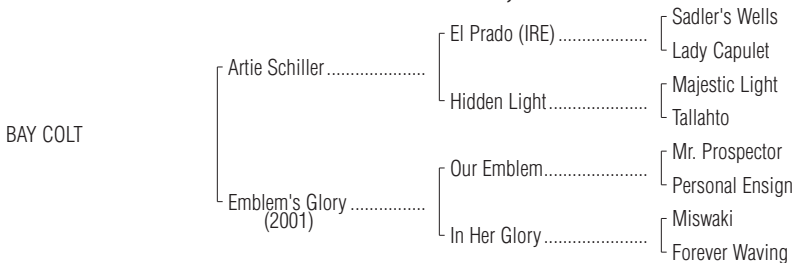 Sadler's Wells
El Prado (IRE) ....................
Lady Capulet
Artie Schiller......................
Majestic Light
Hidden Light.......................
Tallahto
BAY COLT
Mr. Prospector
Our Emblem.......................
Personal Ensign
Emblem's Glory .................
(2001)
Miswaki
In Her Glory .......................
Forever Waving